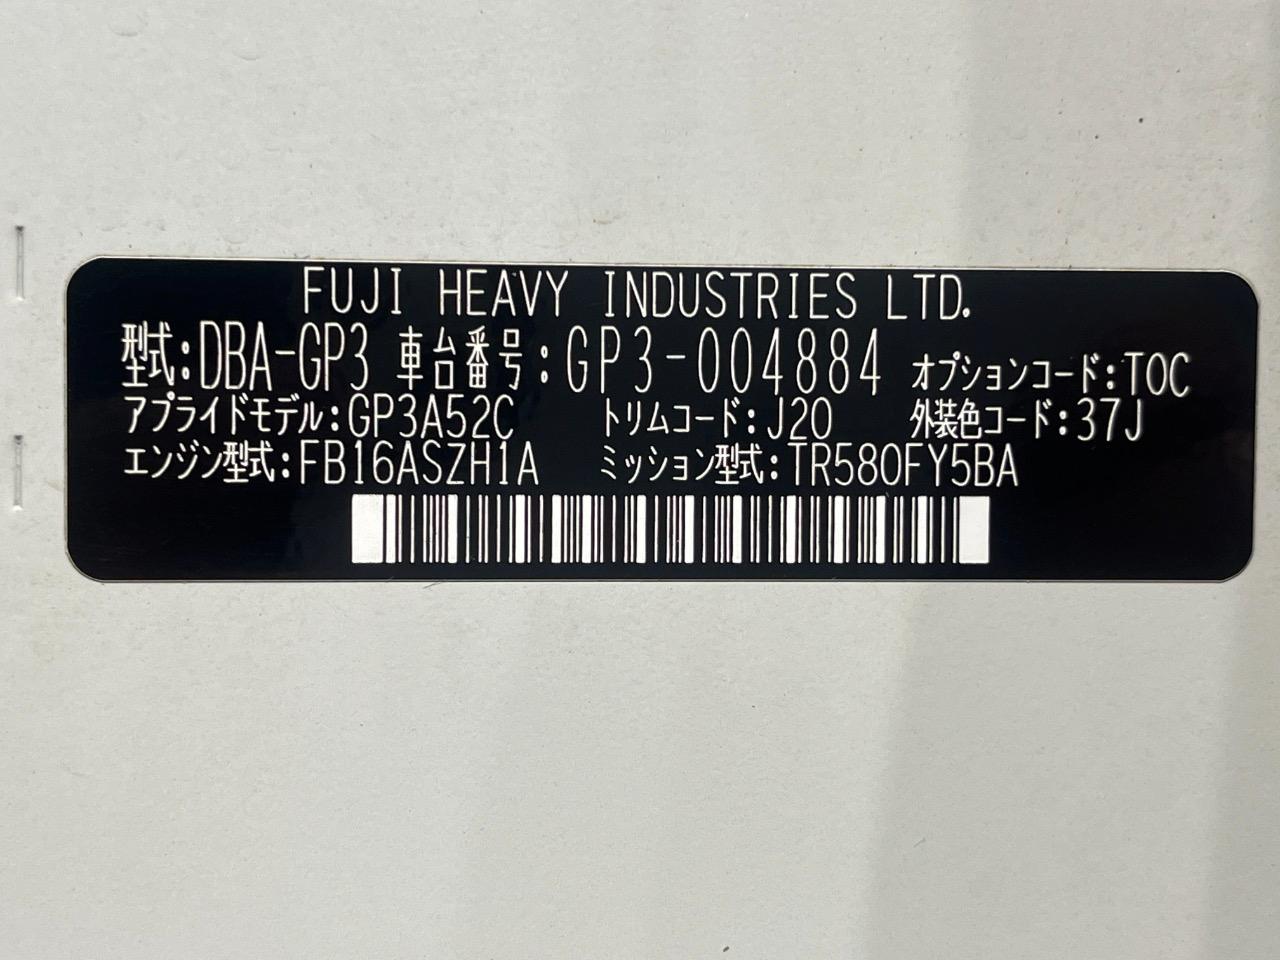 FUJI HEAVY INDUSTRIES LTD.
型式:DBA-GP3 車台番号:GP3-004884 オプションコード:TOC
アプライドモデル:GP3A52C トリムコード:J20 外装色コード:37J
エンジン型式:FB16ASZH1A ミッション型式:TR580FY5BA